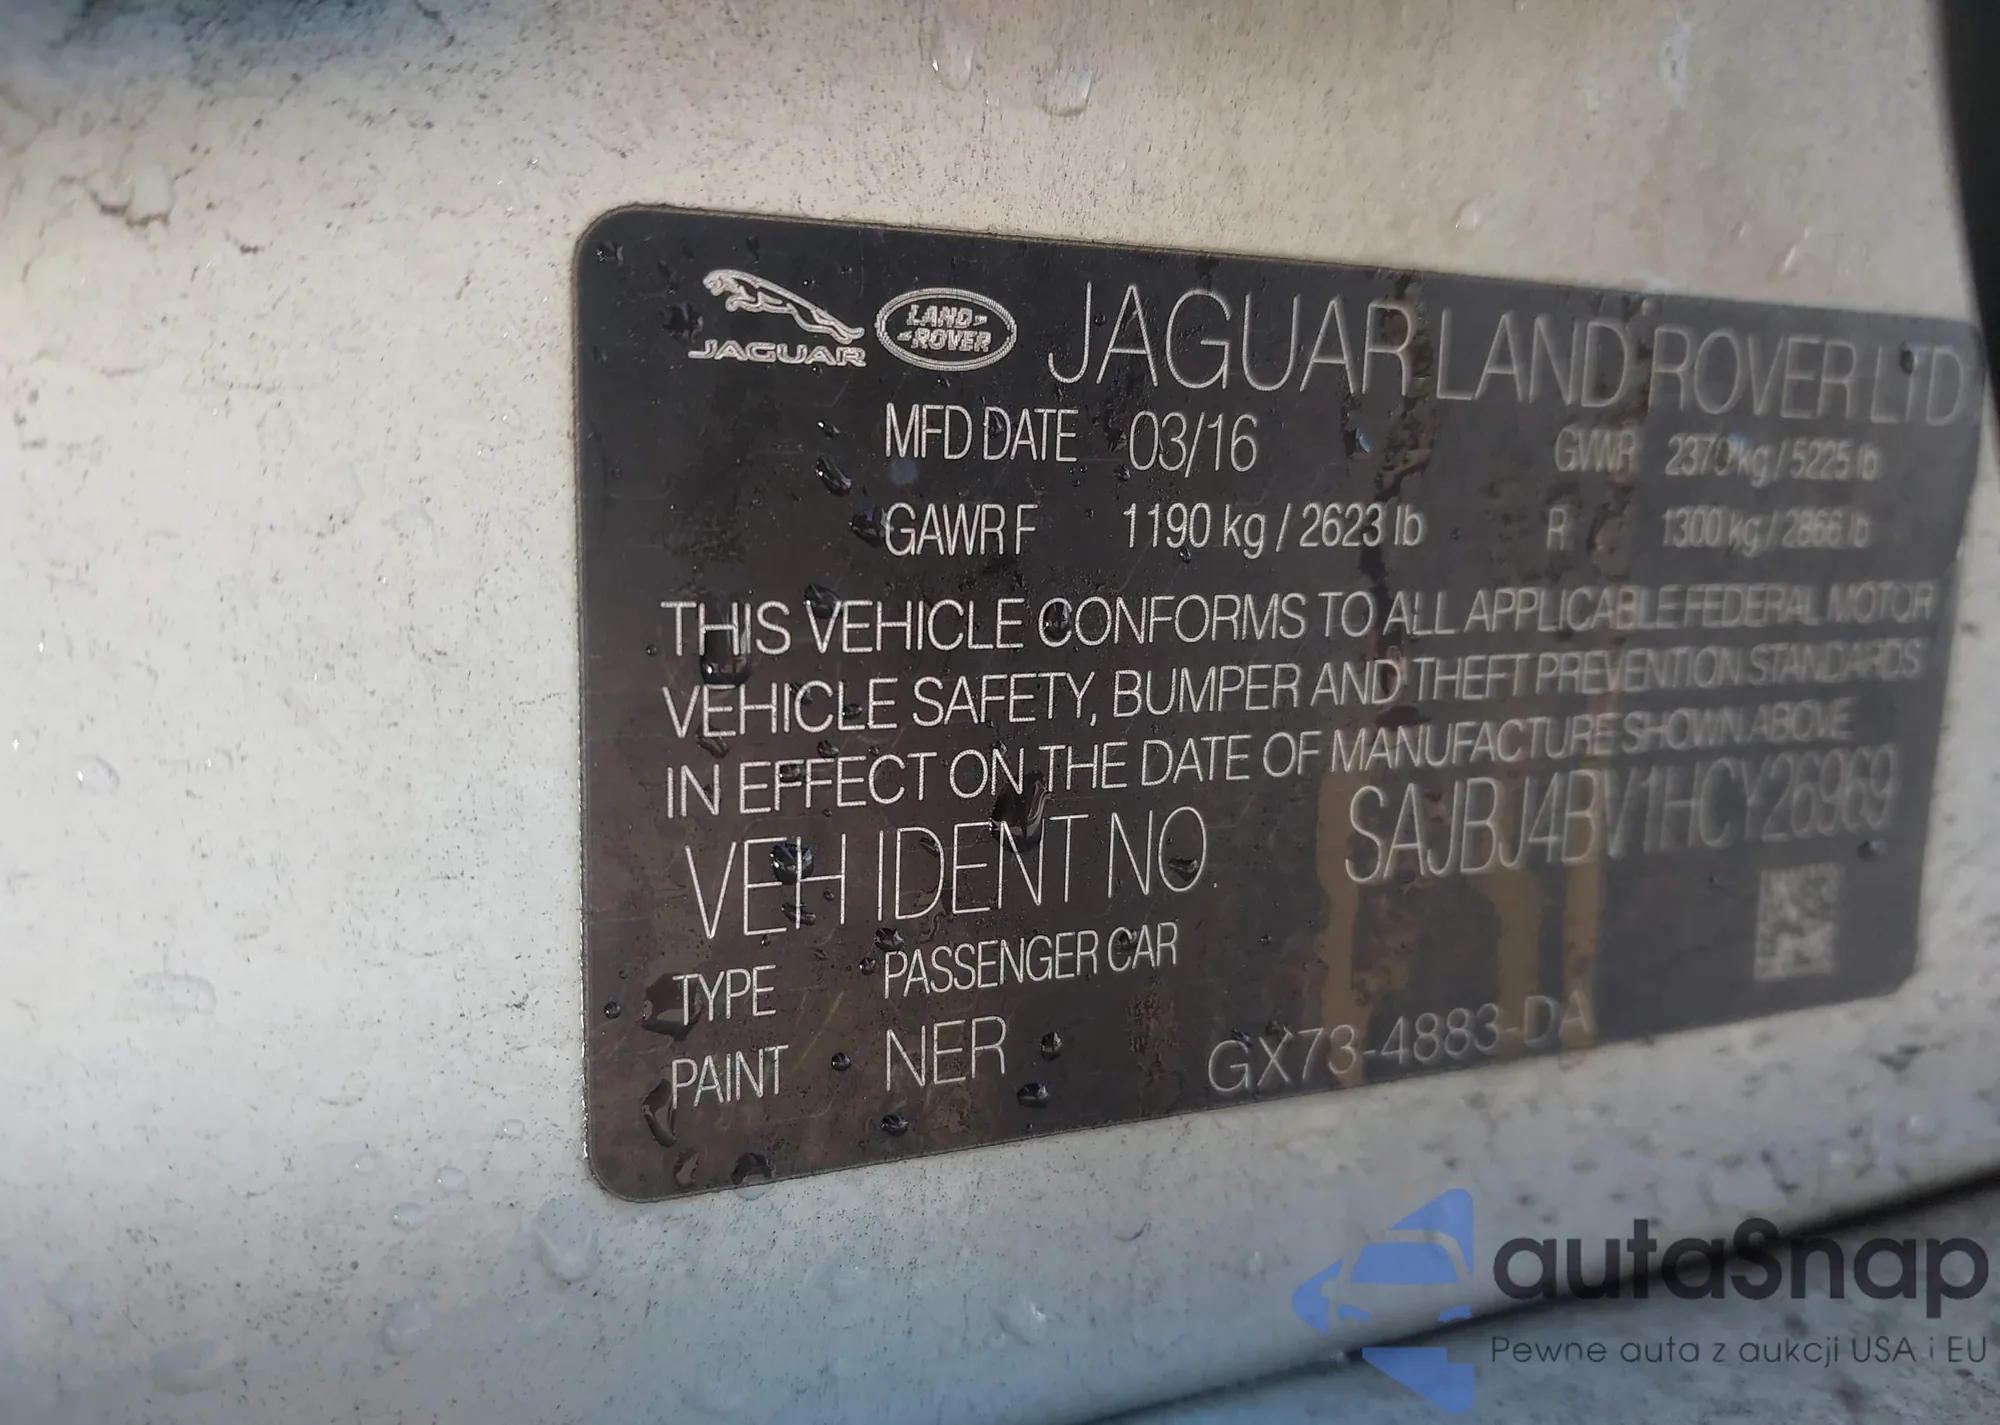 JAGUAR LAND-ROVER JAGUAR LAND ROVER LTD
MFD DATE 03/16 GVWR 2370 kg / 5225 lb
GAWR F 1190 kg / 2623 lb R 1300 kg / 2866 lb
THIS VEHICLE CONFORMS TO ALL APPLICABLE FEDERAL MOTOR
VEHICLE SAFETY, BUMPER AND THEFT PREVENTION STANDARDS
IN EFFECT ON THE DATE OF MANUFACTURE SHOWN ABOVE
VEH IDENT NO. SAJBJ4BV1HCY26969
TYPE PASSENGER CAR
PAINT NER GX73-4883-DA
autaSnap
Pewne auta z aukcji USA i EU